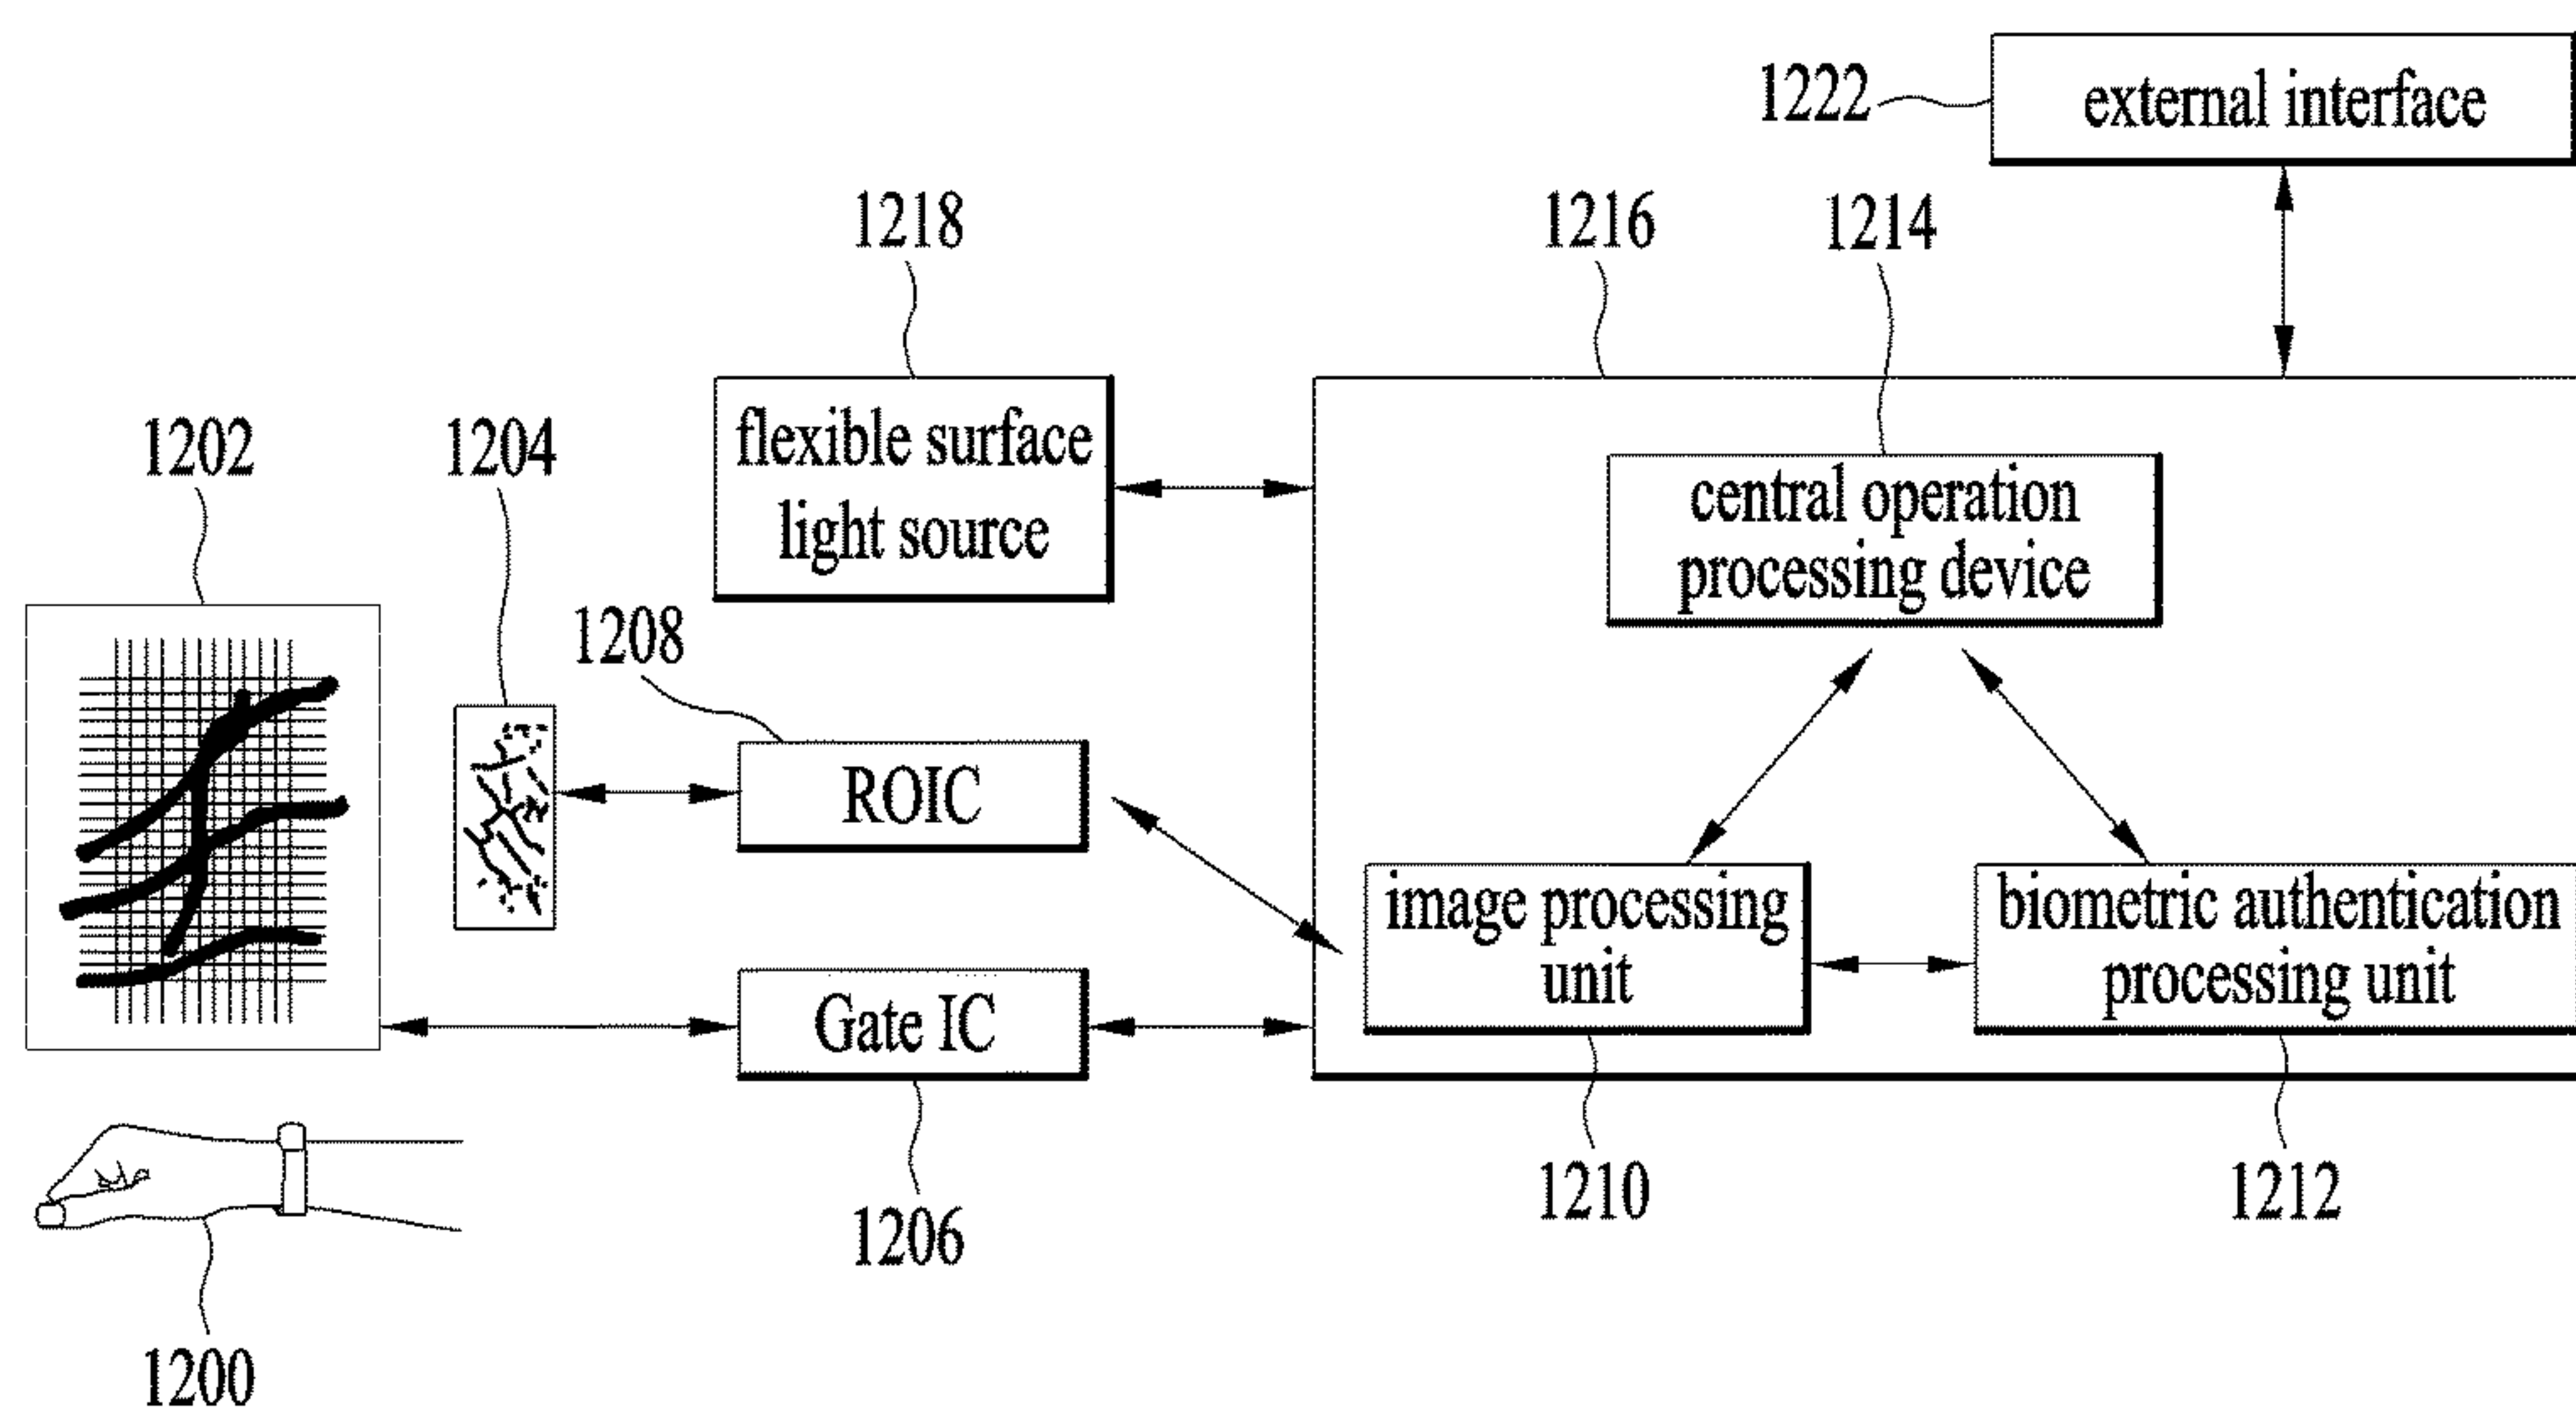 1222
external interface
1218
1216
1214
flexible surface
light source
central operation
processing device
1202
1204
1208
ROIC
image processing
unit
biometric authentication
processing unit
Gate IC
1210
1212
1206
1200